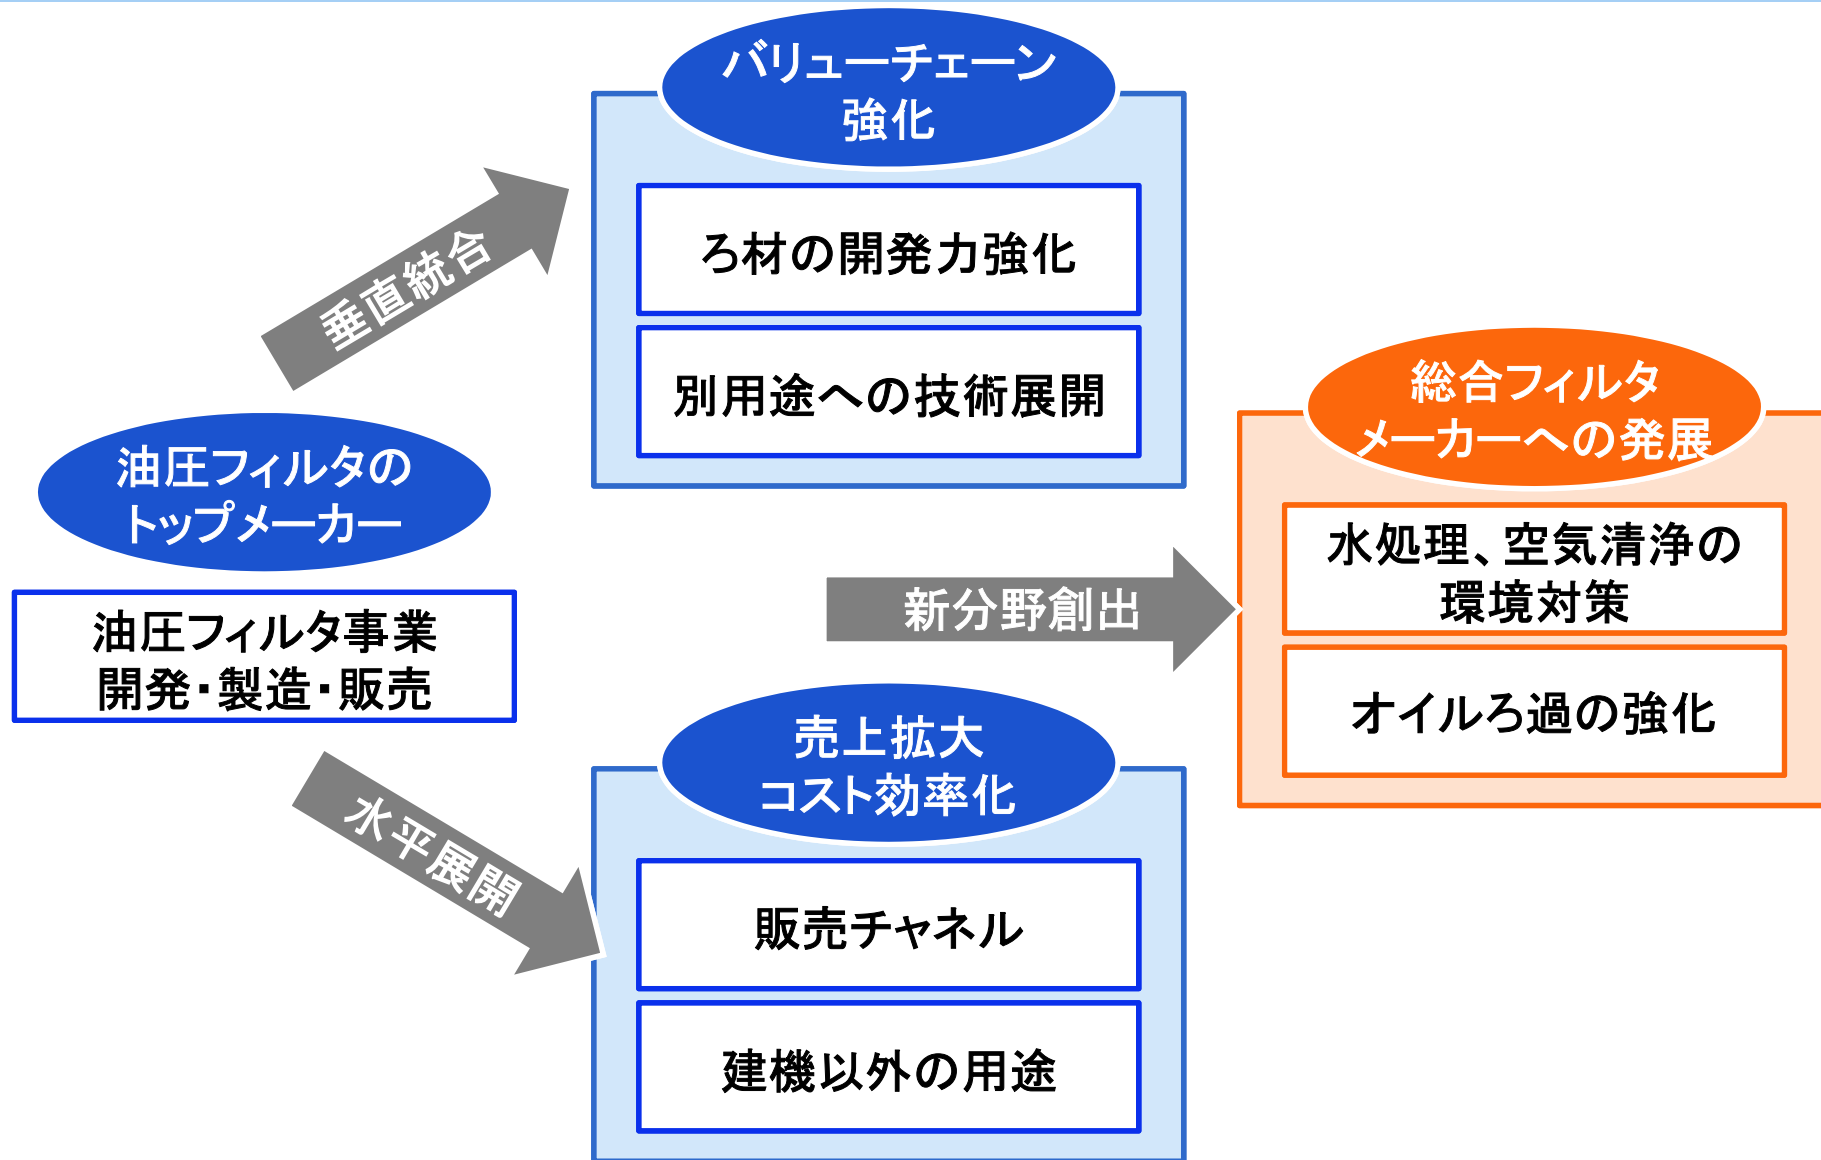 バリューチェーン
強化
ろ材の開発力強化
別用途への技術展開
垂直統合
油圧フィルタの
トップメーカー
油圧フィルタ事業
開発・製造・販売
水平展開
売上拡大
コスト効率化
販売チャネル
建機以外の用途
新分野創出
総合フィルタ
メーカーへの発展
水処理、空気清浄の
環境対策
オイルろ過の強化